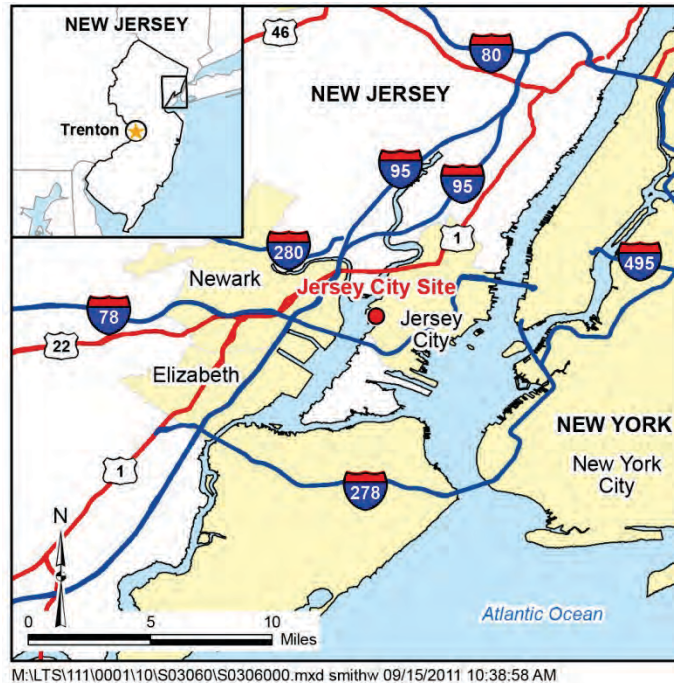 NEW JERSEY
Trenton
46
80
NEW JERSEY
95
95
1
280
495
Newark
Jersey City Site
78
Jersey
City
22
Elizabeth
NEW YORK
New York
City
1
278
N
0 5 10
Miles
Atlantic Ocean
M:\LTS\111\0001\10\S03060\S0306000.mxd smithw 09/15/2011 10:38:58 AM